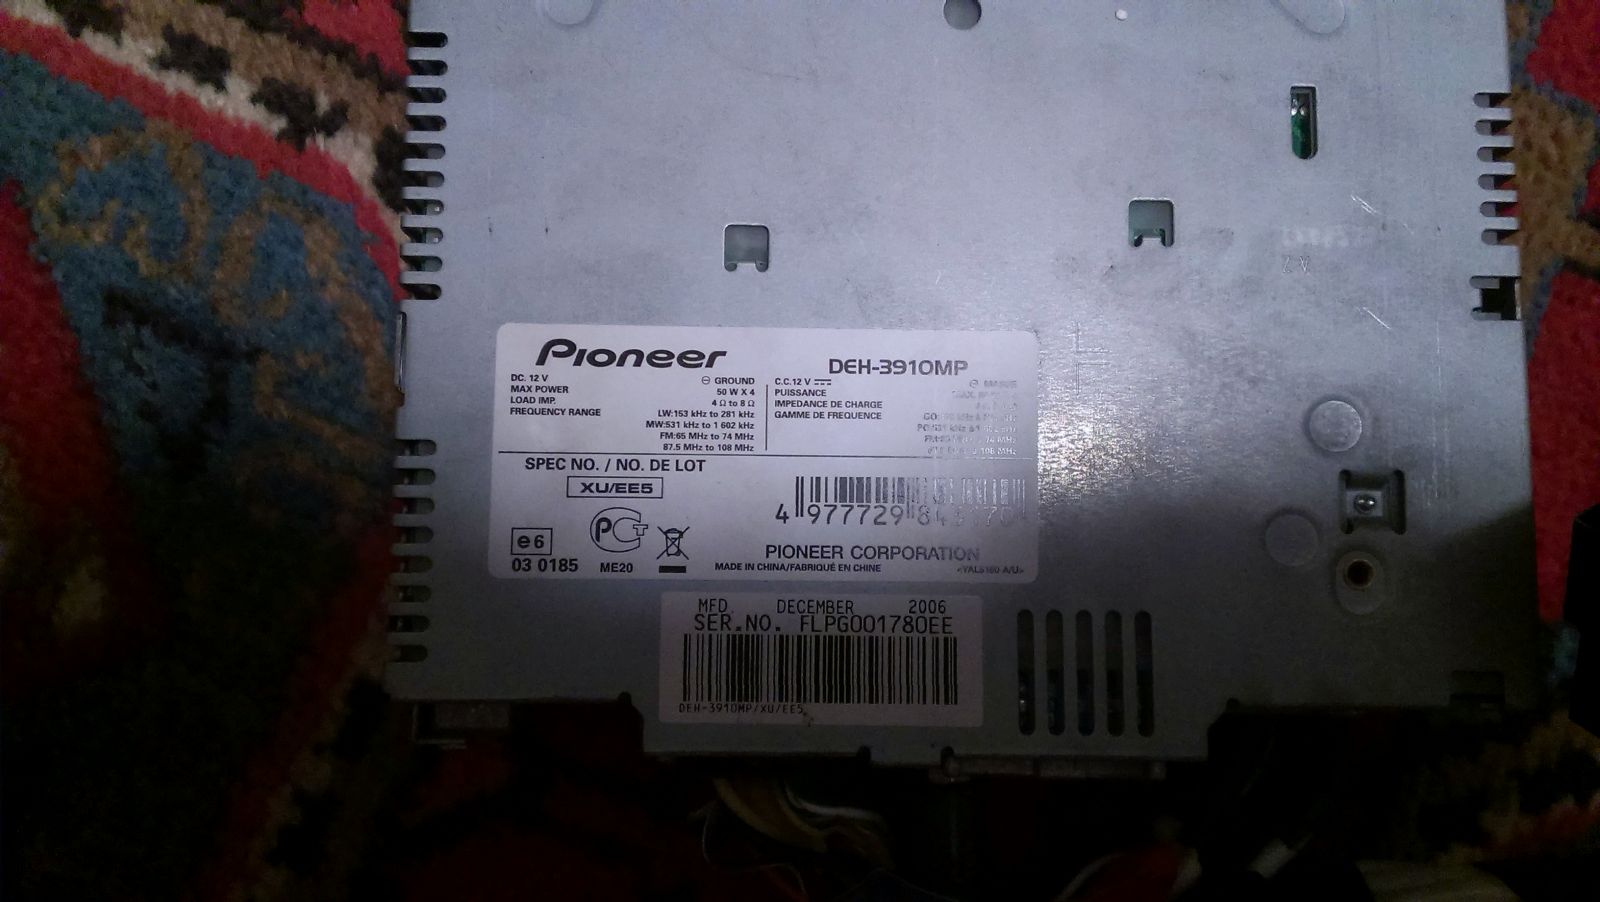 Pioneer DEH-3910MP
DC. 12 V ⊖ GROUND
MAX POWER 50 W X 4
LOAD IMP. 4 Ω to 8 Ω
FREQUENCY RANGE LW:153 kHz to 281 kHz
MW:531 kHz to 1 602 kHz
FM:65 MHz to 74 MHz
87.5 MHz to 108 MHz
C.C.12 V
PUISSANCE
IMPEDANCE DE CHARGE
GAMME DE FREQUENCE
SPEC NO. / NO. DE LOT
XU/EE5
4 977729
e6
03 0185
PCT
ME20
PIONEER CORPORATION
MADE IN CHINA/FABRIQUÉ EN CHINE
MFD. DECEMBER 2006
SER.NO. FLPG001780EE
DEH-3910MP/XU/EE5